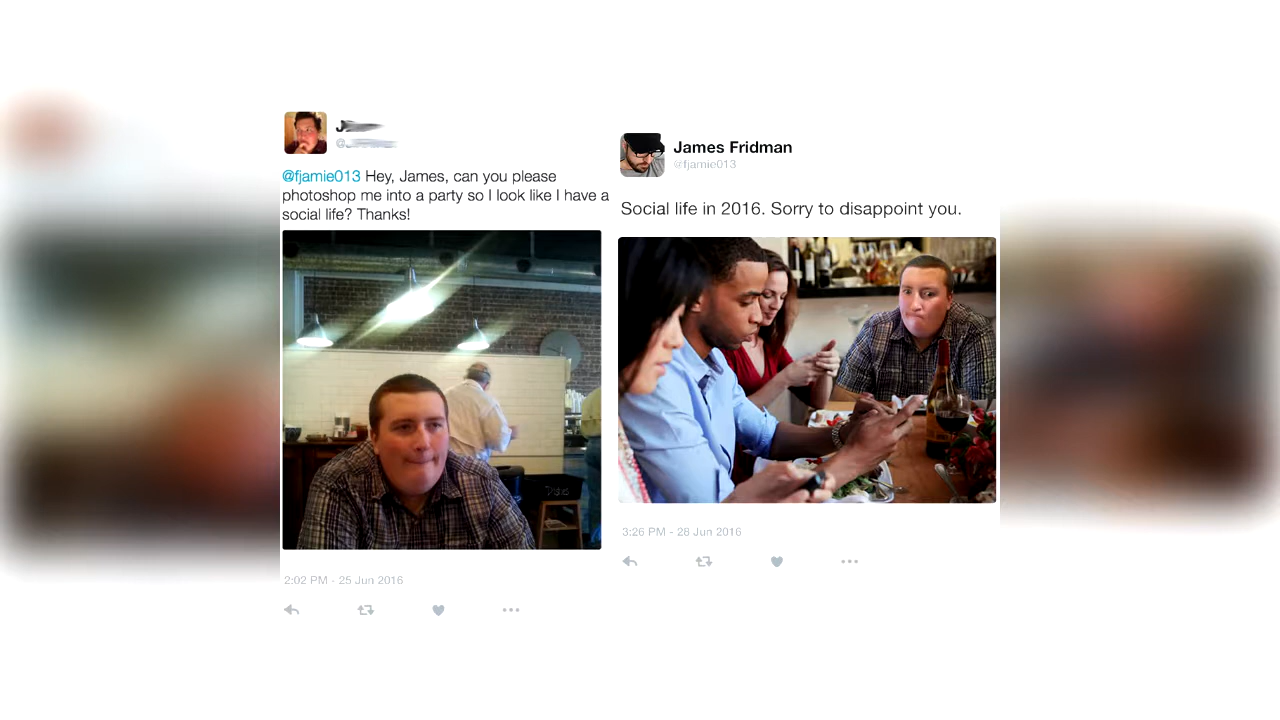 @fjamie013 Hey, James, can you please
photoshop me into a party so I look like I have a
social life? Thanks!
2:02 PM - 25 Jun 2016
James Fridman
@fjamie013
Social life in 2016. Sorry to disappoint you.
3:26 PM - 28 Jun 2016